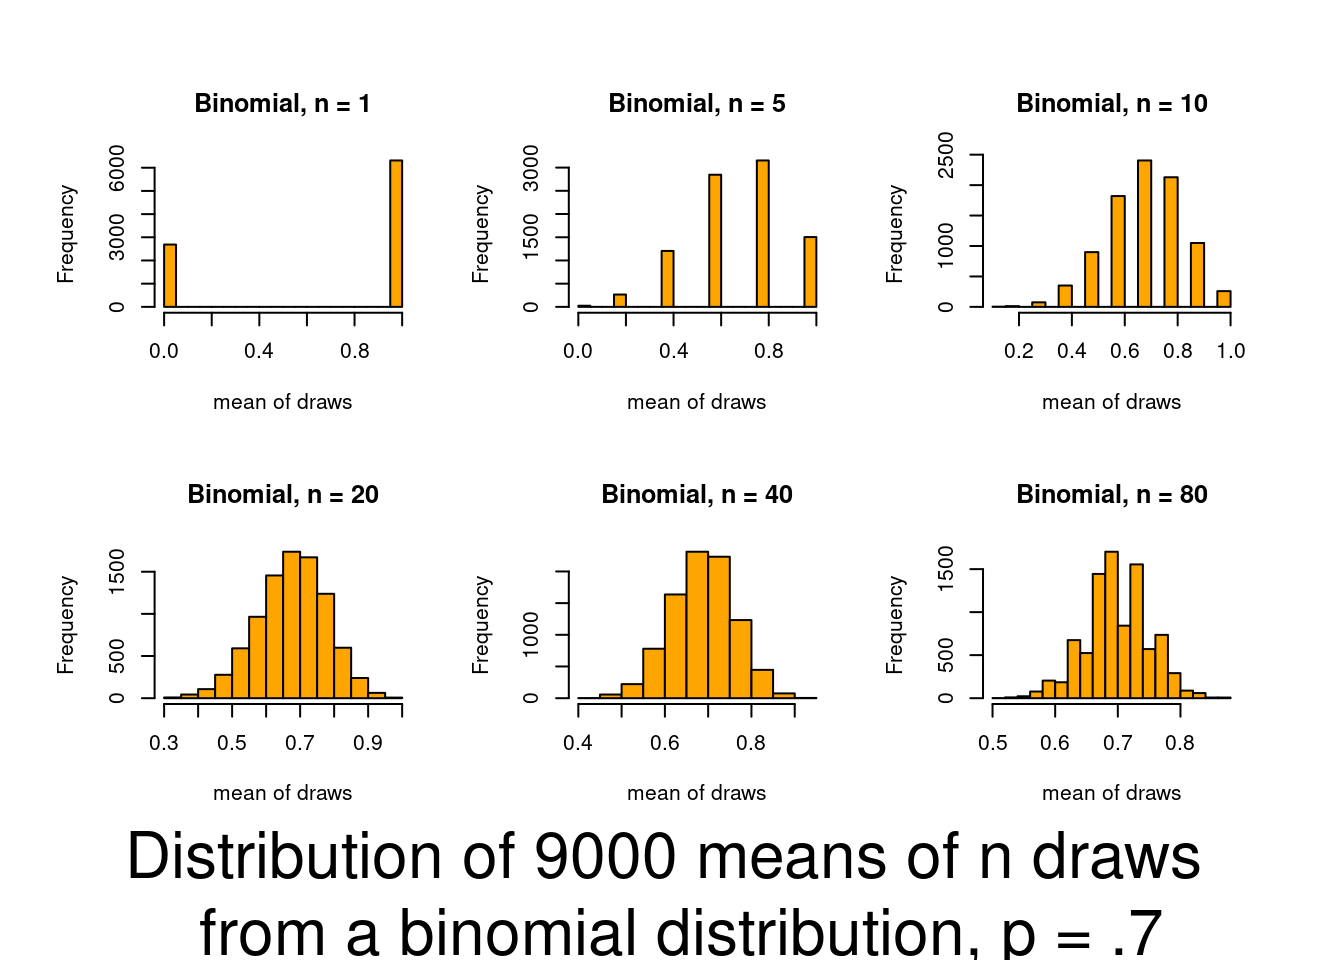 Binomial, n = 1
Frequency
6000
3000
0
0.0 0.4 0.8
mean of draws
Binomial, n = 5
Frequency
3000
1500
0
0.0 0.4 0.8
mean of draws
Binomial, n = 10
Frequency
2500
1000
0
0.2 0.4 0.6 0.8 1.0
mean of draws
Binomial, n = 20
Frequency
1500
500
0
0.3 0.5 0.7 0.9
mean of draws
Binomial, n = 40
Frequency
1000
0
0.4 0.6 0.8
mean of draws
Binomial, n = 80
Frequency
1500
500
0
0.5 0.6 0.7 0.8
mean of draws
Distribution of 9000 means of n draws
from a binomial distribution, p = .7